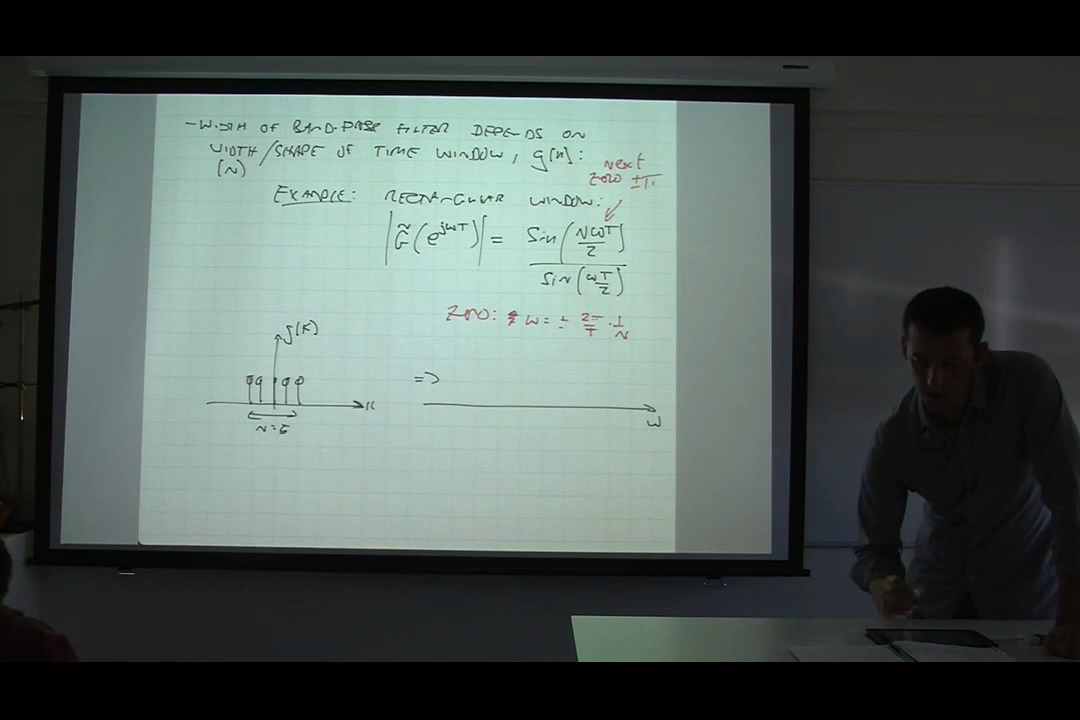 - WIDTH OF BAND-PASS FILTER DEPENDS ON
WIDTH/SHAPE OF TIME WINDOW, g[n]:
(N)
NEXT
ZERO ±π
EXAMPLE: RECTANGULAR WINDOW:
|G̃(e^{jωT})| = sin(NωT/2) / sin(ωT/2)
ZERO: ω = ± 2π/T · 1/N
g[k]
=>
k
N=5
ω